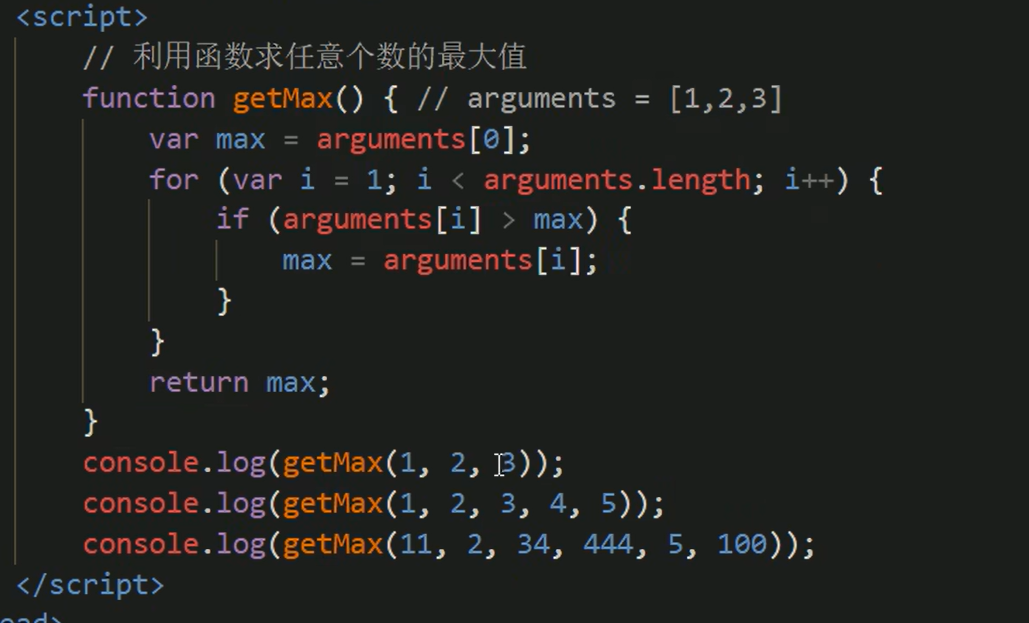 <script>
// 利用函数求任意个数的最大值
function getMax() { // arguments = [1,2,3]
var max = arguments[0];
for (var i = 1; i < arguments.length; i++) {
if (arguments[i] > max) {
max = arguments[i];
}
}
return max;
}
console.log(getMax(1, 2, 3));
console.log(getMax(1, 2, 3, 4, 5));
console.log(getMax(11, 2, 34, 444, 5, 100));
</script>